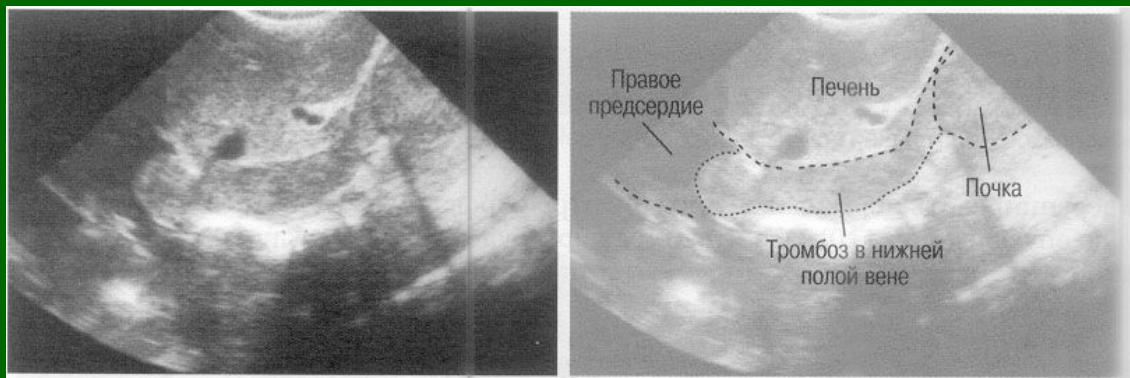 Правое
предсердие
Печень
Почка
Тромбоз в нижней
полой вене